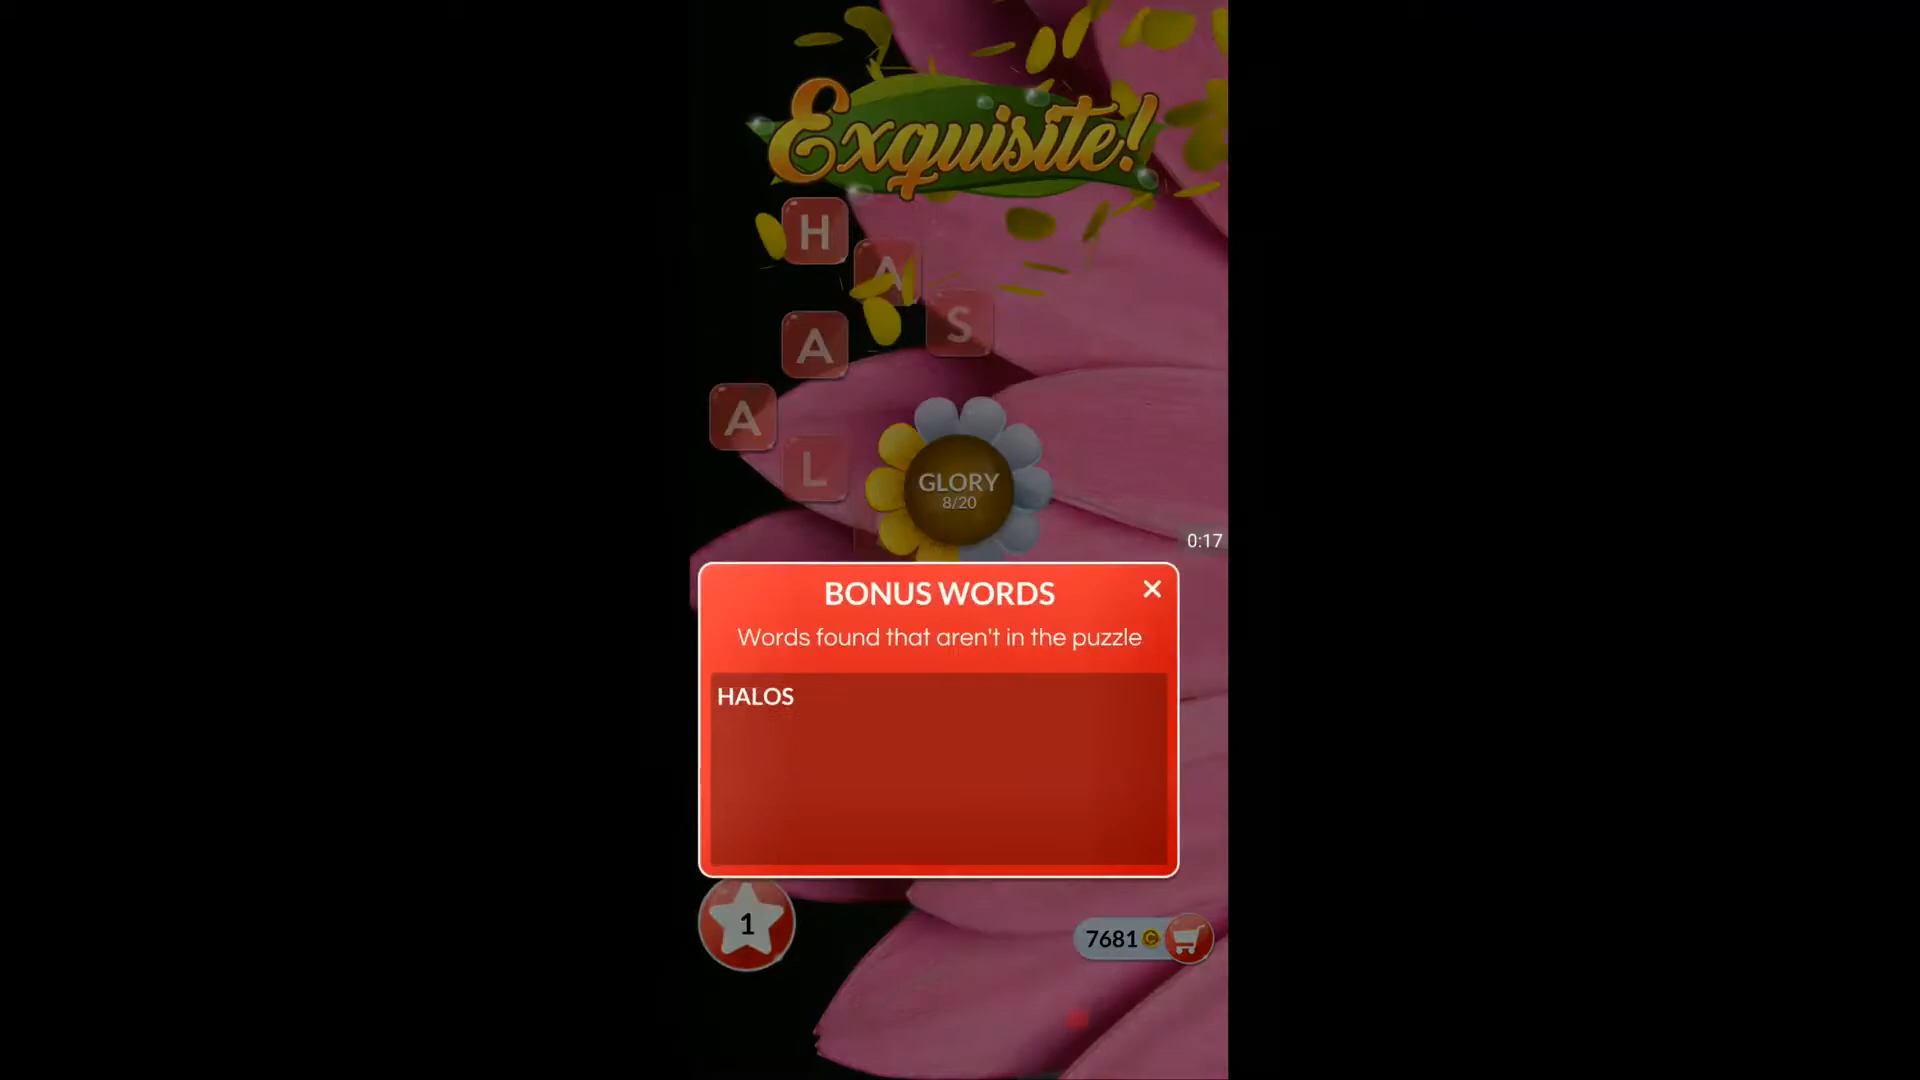 Exquisite!
H
A
S
A
A
L
GLORY
8/20
0:17
BONUS WORDS
Words found that aren't in the puzzle
HALOS
1
7681